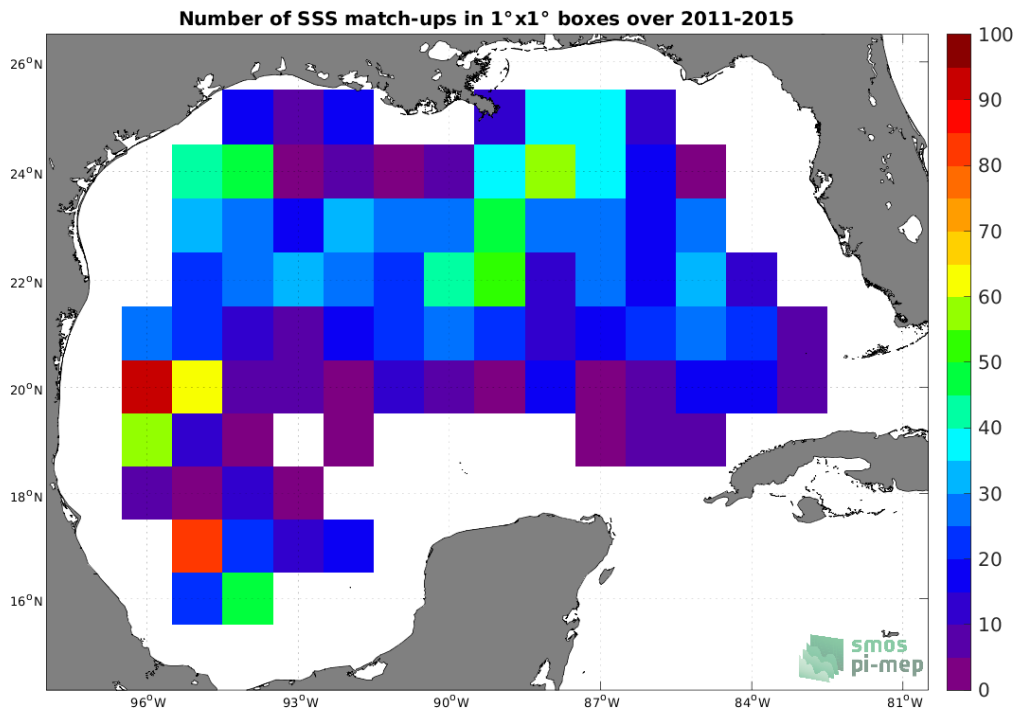 Number of SSS match-ups in 1°x1° boxes over 2011-2015
26°N
24°N
22°N
20°N
18°N
16°N
96°W
93°W
90°W
87°W
84°W
81°W
100
90
80
70
60
50
40
30
20
10
0
smos
pi-mep